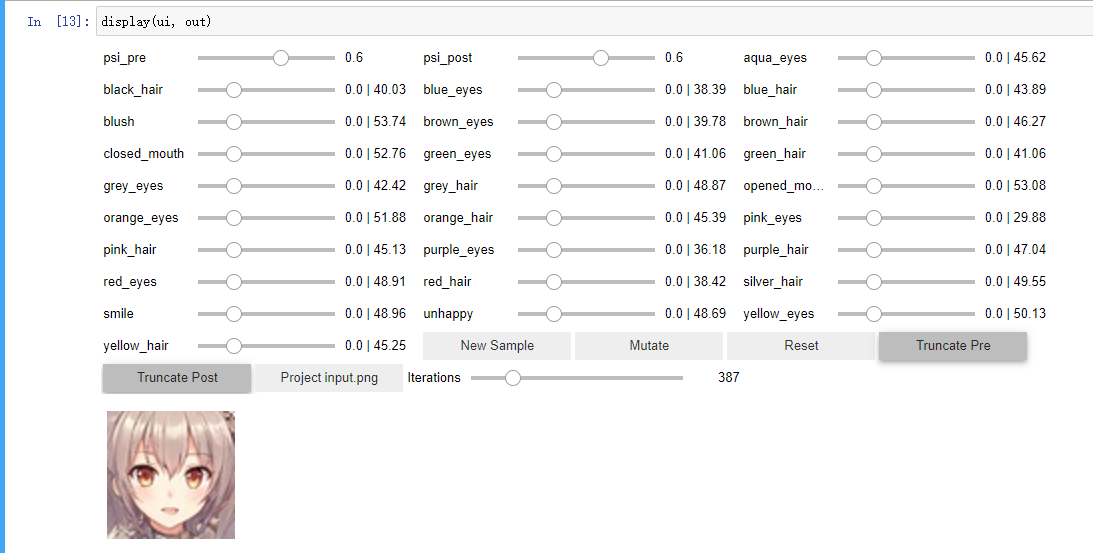 In [13]: display(ui, out)
psi_pre 0.6 psi_post 0.6 aqua_eyes 0.0 | 45.62
black_hair 0.0 | 40.03 blue_eyes 0.0 | 38.39 blue_hair 0.0 | 43.89
blush 0.0 | 53.74 brown_eyes 0.0 | 39.78 brown_hair 0.0 | 46.27
closed_mouth 0.0 | 52.76 green_eyes 0.0 | 41.06 green_hair 0.0 | 41.06
grey_eyes 0.0 | 42.42 grey_hair 0.0 | 48.87 opened_mo... 0.0 | 53.08
orange_eyes 0.0 | 51.88 orange_hair 0.0 | 45.39 pink_eyes 0.0 | 29.88
pink_hair 0.0 | 45.13 purple_eyes 0.0 | 36.18 purple_hair 0.0 | 47.04
red_eyes 0.0 | 48.91 red_hair 0.0 | 38.42 silver_hair 0.0 | 49.55
smile 0.0 | 48.96 unhappy 0.0 | 48.69 yellow_eyes 0.0 | 50.13
yellow_hair 0.0 | 45.25 New Sample Mutate Reset Truncate Pre
Truncate Post Project input.png Iterations 387